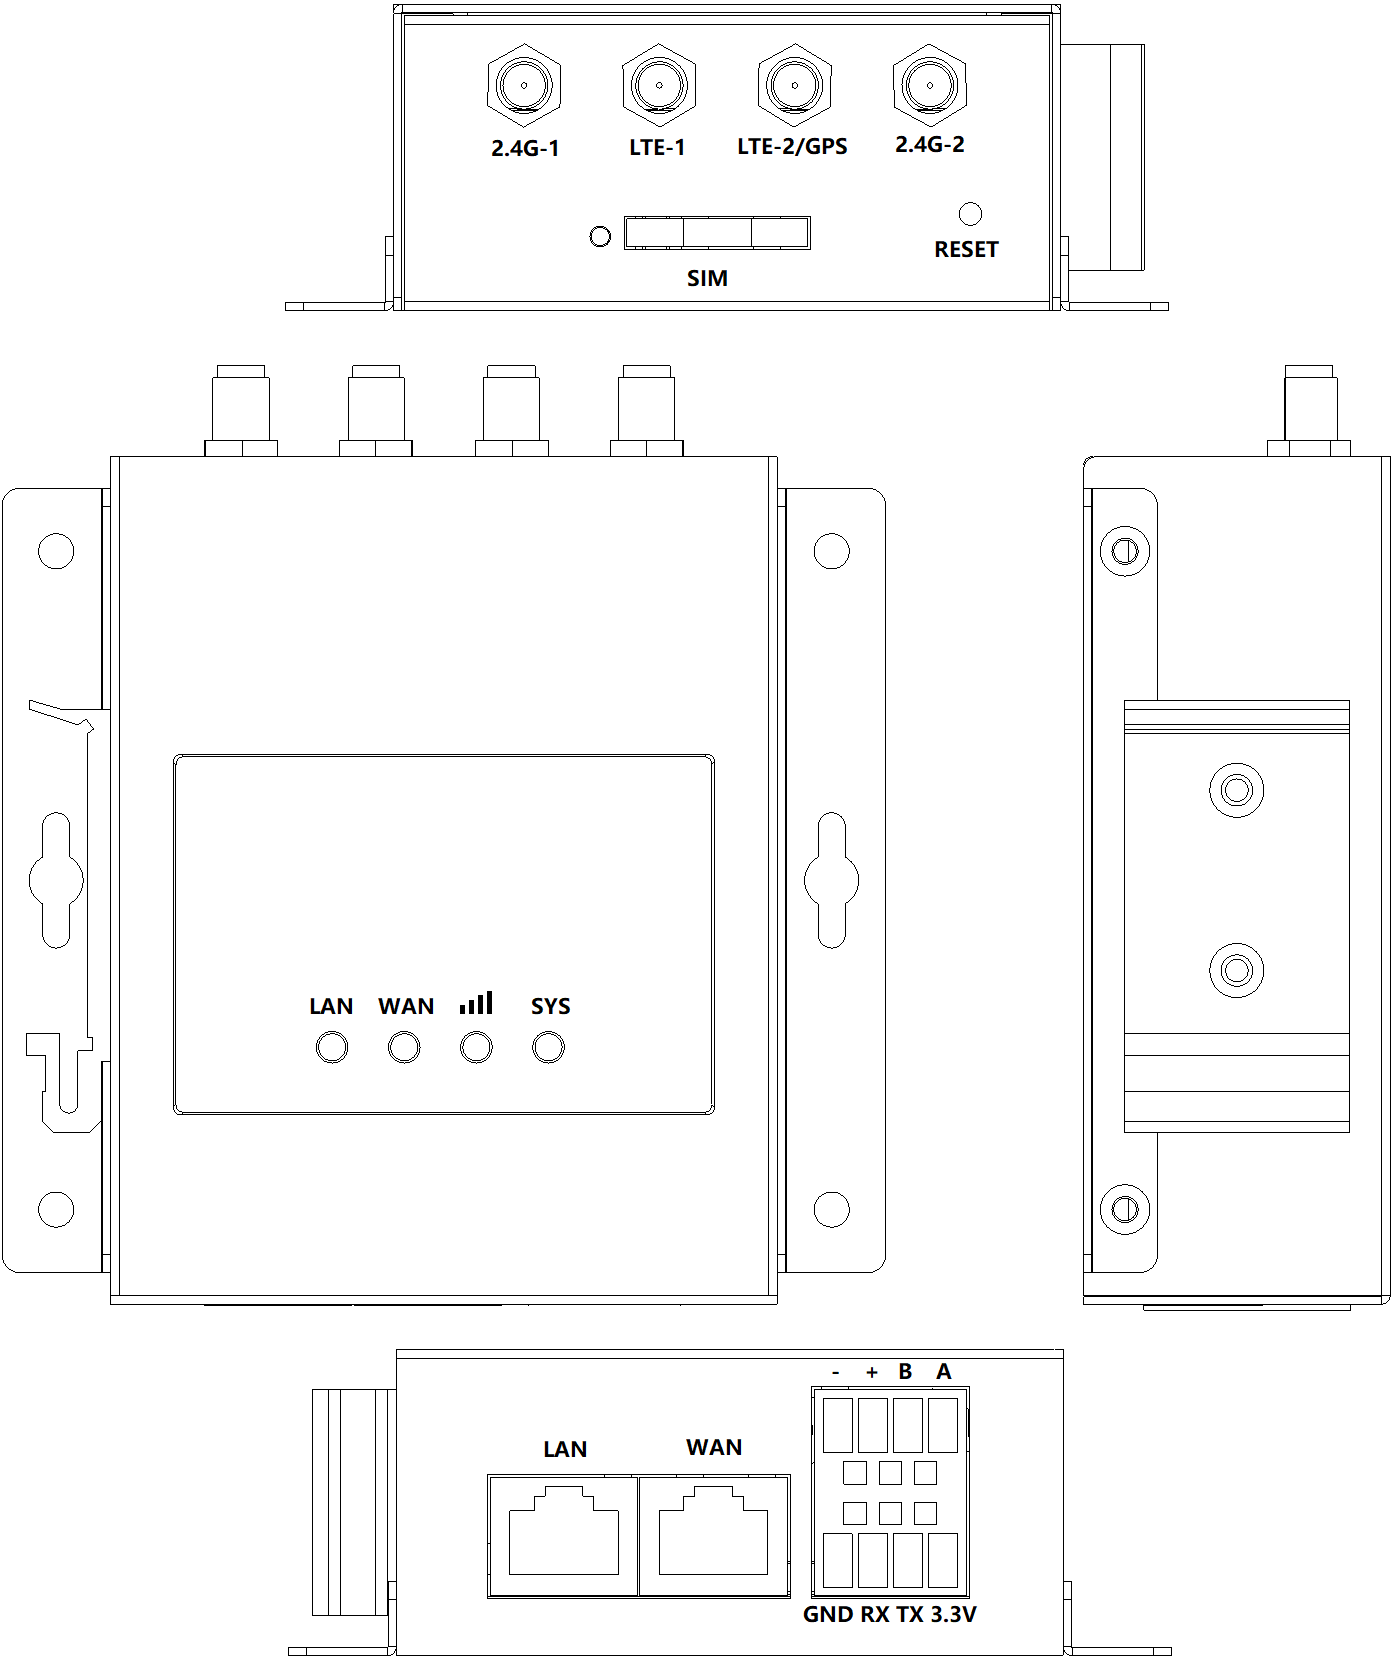 2.4G-1 LTE-1 LTE-2/GPS 2.4G-2
RESET
SIM
LAN WAN SYS
- + B A
LAN WAN
GND RX TX 3.3V